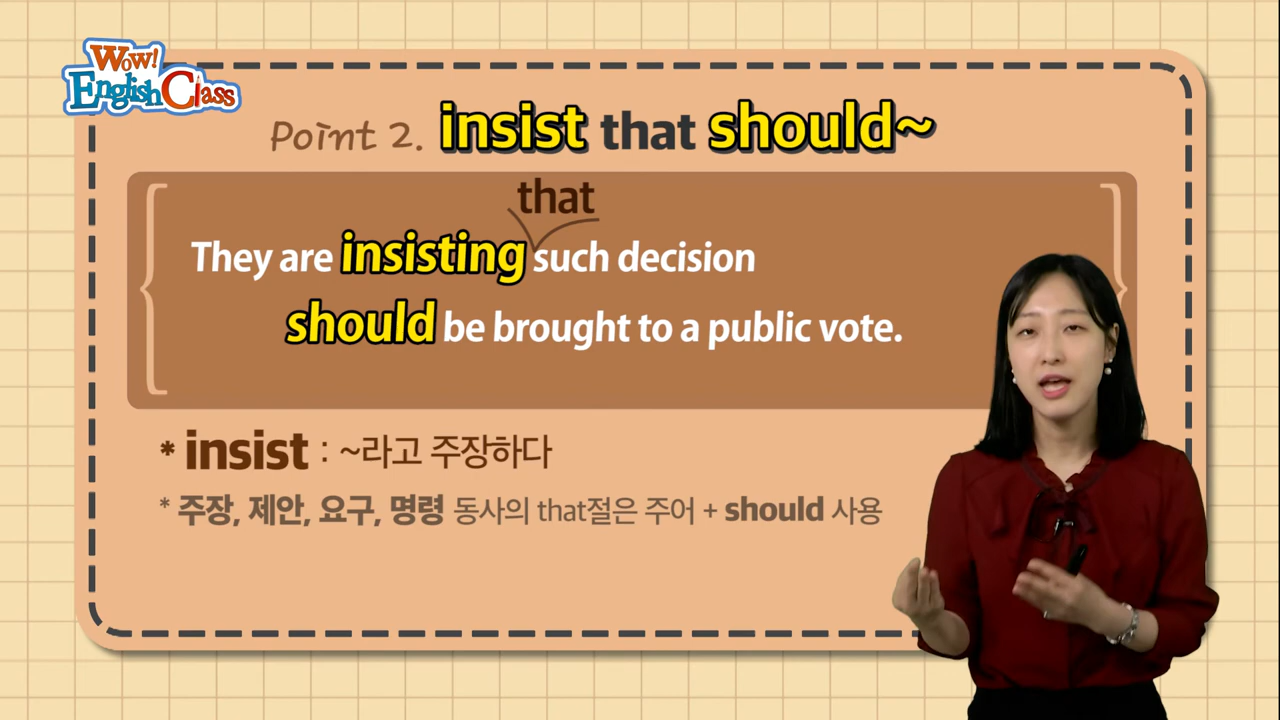 Wow!
English Class
Point 2. insist that should~
that
They are insisting such decision
should be brought to a public vote.
* insist : ~라고 주장하다
* 주장, 제안, 요구, 명령 동사의 that절은 주어 + should 사용